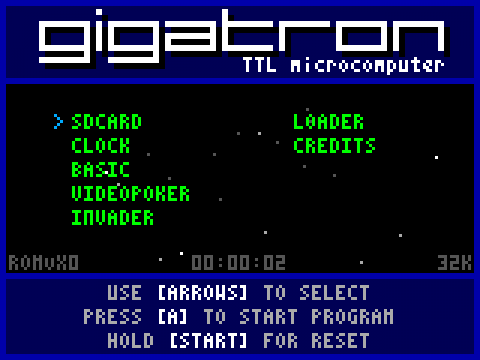 gigatron
TTL microcomputer
> SDCARD LOADER
CLOCK CREDITS
BASIC
VIDEOPOKER
INVADER
ROMvX0 00:00:02 32K
USE [ARROWS] TO SELECT
PRESS [A] TO START PROGRAM
HOLD [START] FOR RESET